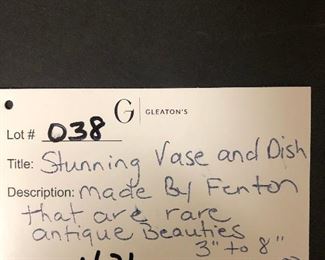 G | GLEATON'S
Lot # 038
Title: Stunning Vase and Dish
Description: Made By Fenton
that are rare
antique Beauties
3" to 8"